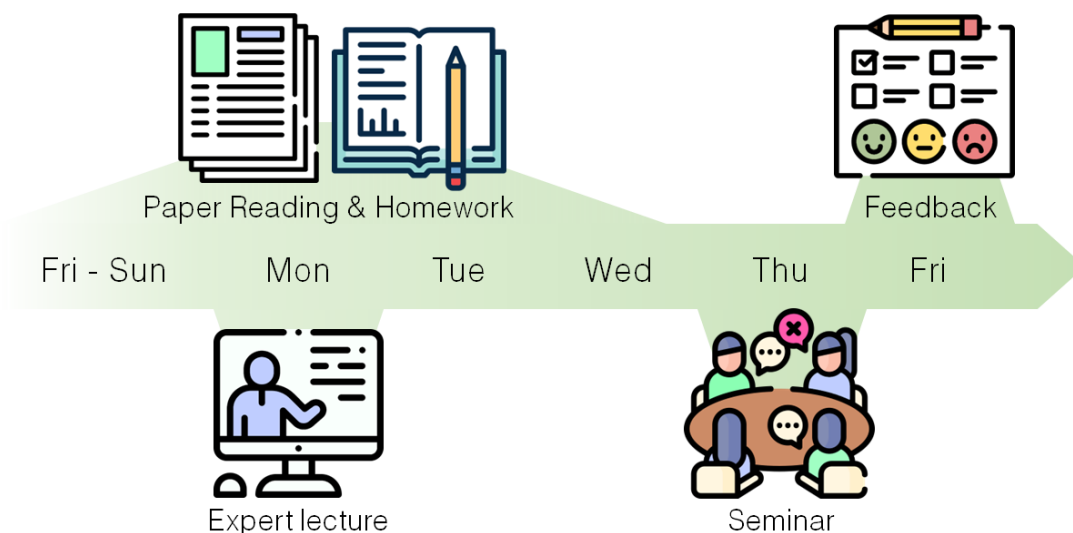 Paper Reading & Homework
Feedback
Fri - Sun
Mon
Tue
Wed
Thu
Fri
Expert lecture
Seminar